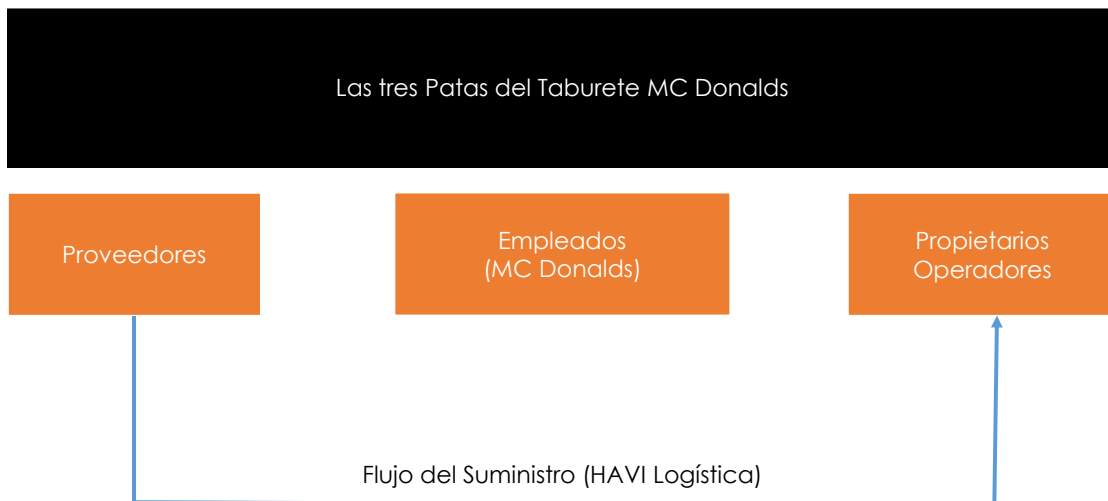 Las tres Patas del Taburete MC Donalds
Proveedores
Empleados
(MC Donalds)
Propietarios
Operadores
Flujo del Suministro (HAVI Logística)